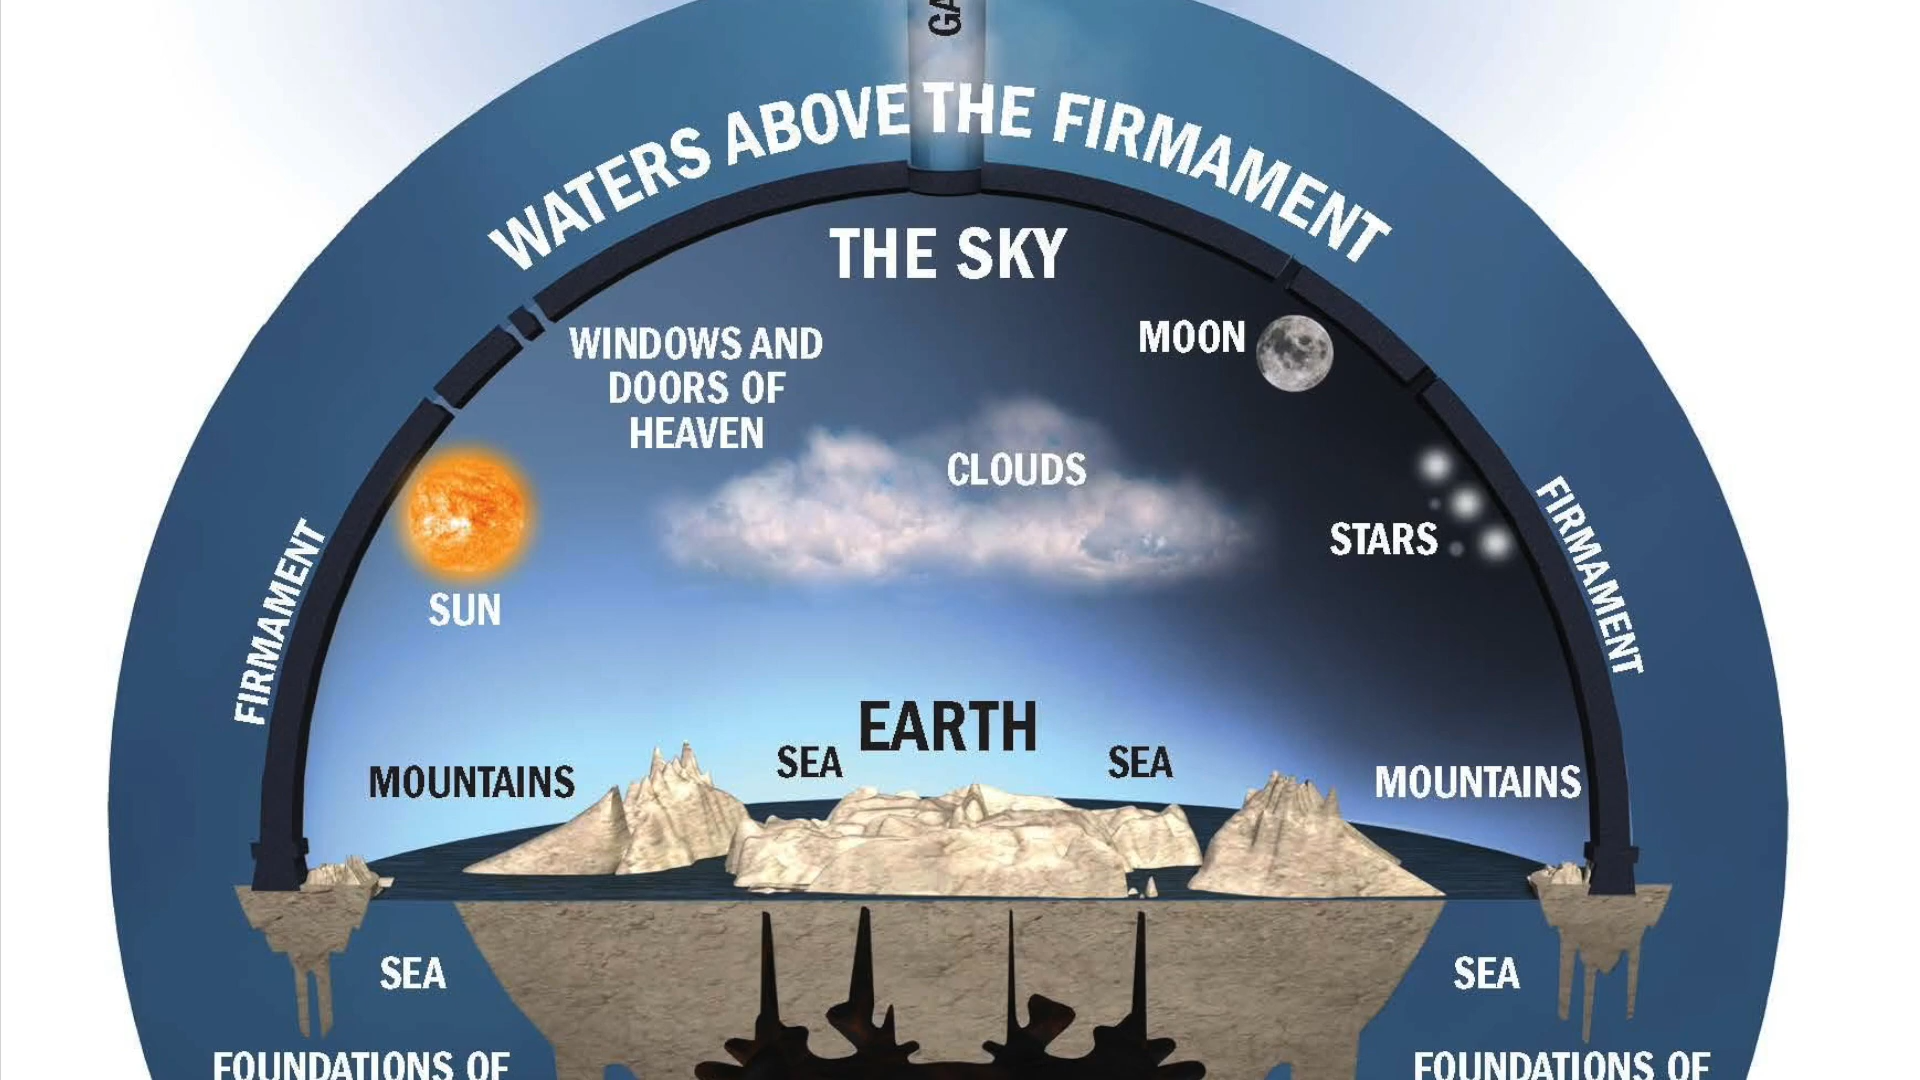 GA
WATERS ABOVE THE FIRMAMENT
THE SKY
WINDOWS AND
DOORS OF
HEAVEN
MOON
CLOUDS
STARS
SUN
FIRMAMENT
FIRMAMENT
EARTH
SEA
SEA
MOUNTAINS
MOUNTAINS
SEA
SEA
FOUNDATIONS OF
FOUNDATIONS OF